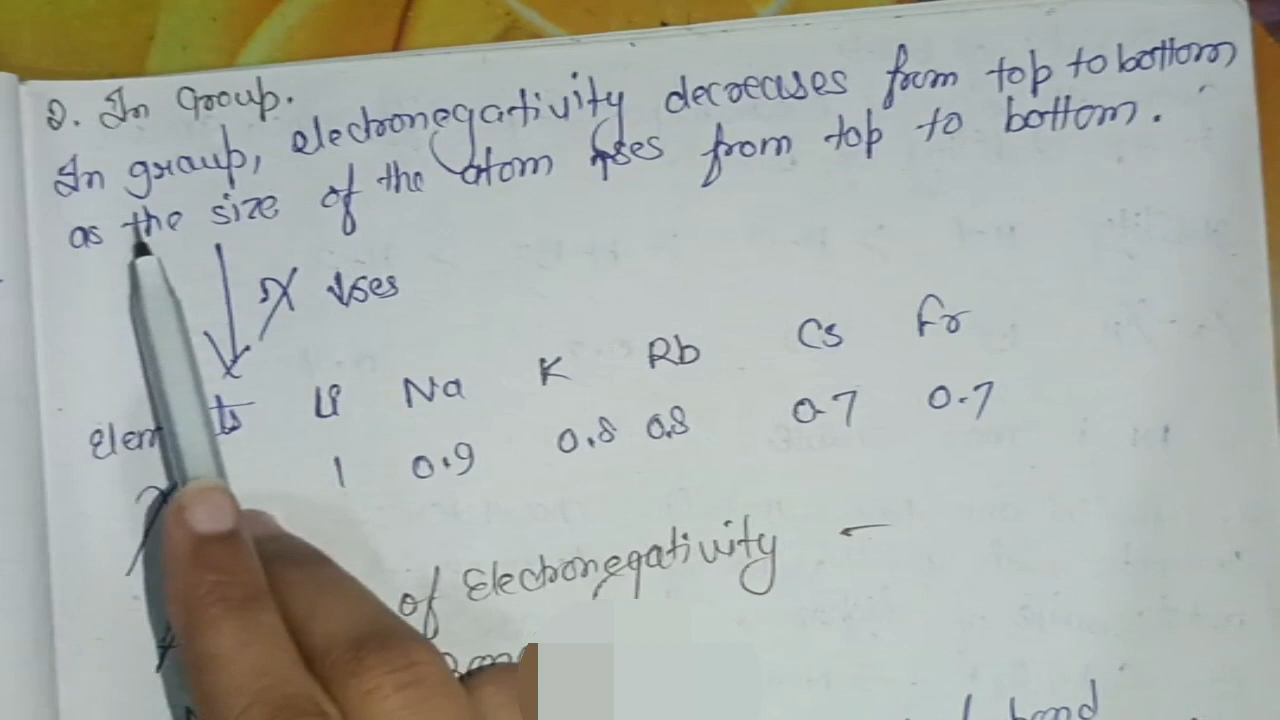 2. In Group.
In group, electronegativity decreases from top to bottom
as the size of the atom ↑ses from top to bottom.
↓ χ ↓ses
Li Na K Rb Cs Fr
1 0.9 0.8 0.8 0.7 0.7
of Electronegativity –
bond